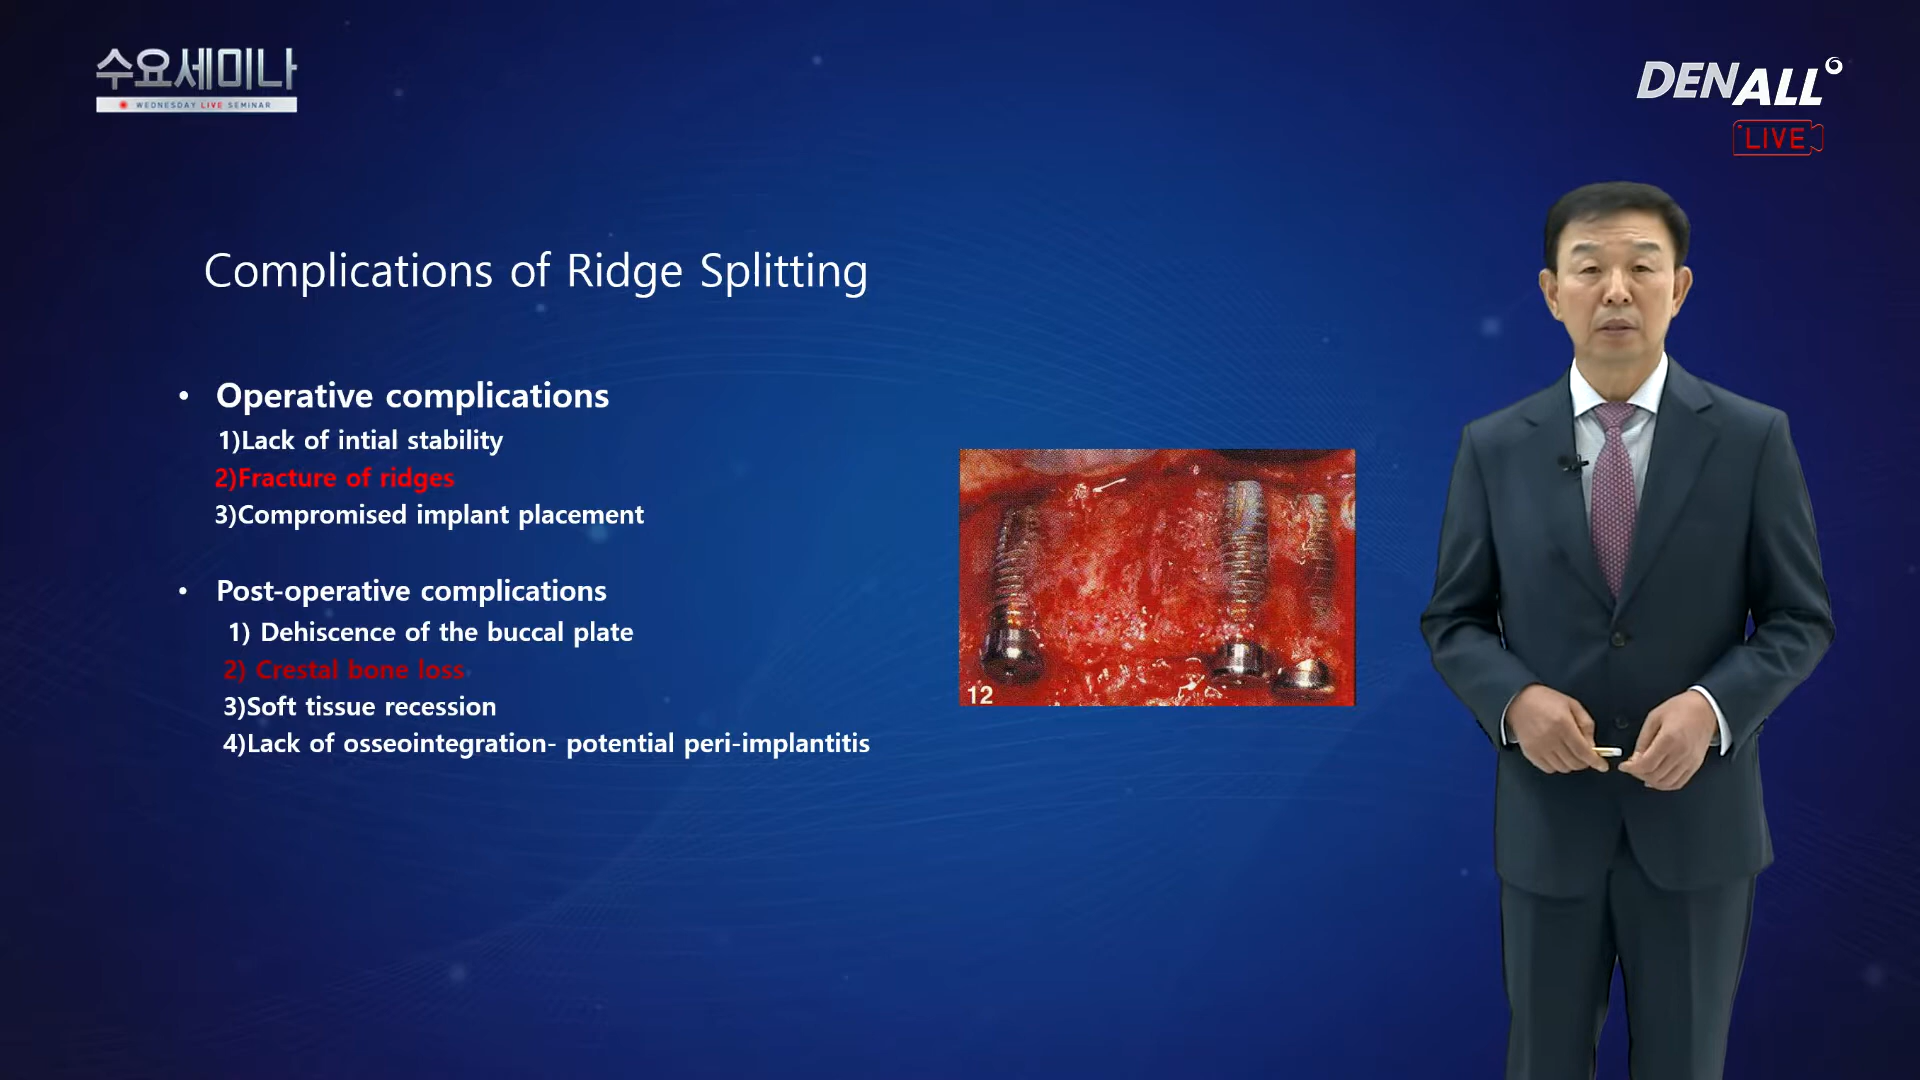 수요세미나
WEDNESDAY LIVE SEMINAR
DENALL
LIVE
Complications of Ridge Splitting
• Operative complications
1)Lack of intial stability
2)Fracture of ridges
3)Compromised implant placement
• Post-operative complications
1) Dehiscence of the buccal plate
2) Crestal bone loss
3)Soft tissue recession
4)Lack of osseointegration- potential peri-implantitis
12